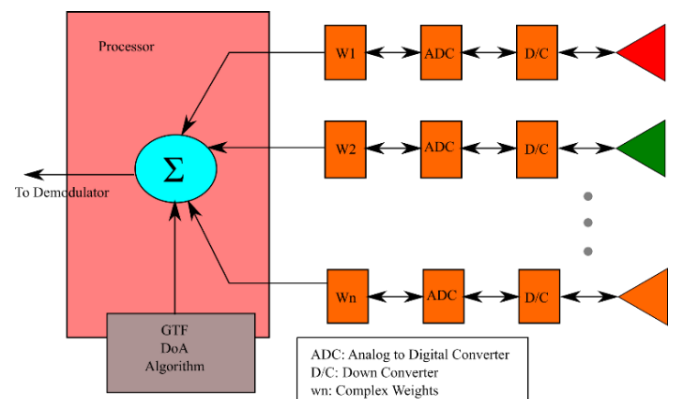 Processor
W1 ADC D/C
W2 ADC D/C
Σ
To Demodulator
Wn ADC D/C
GTF
DoA
Algorithm
ADC: Analog to Digital Converter
D/C: Down Converter
wn: Complex Weights